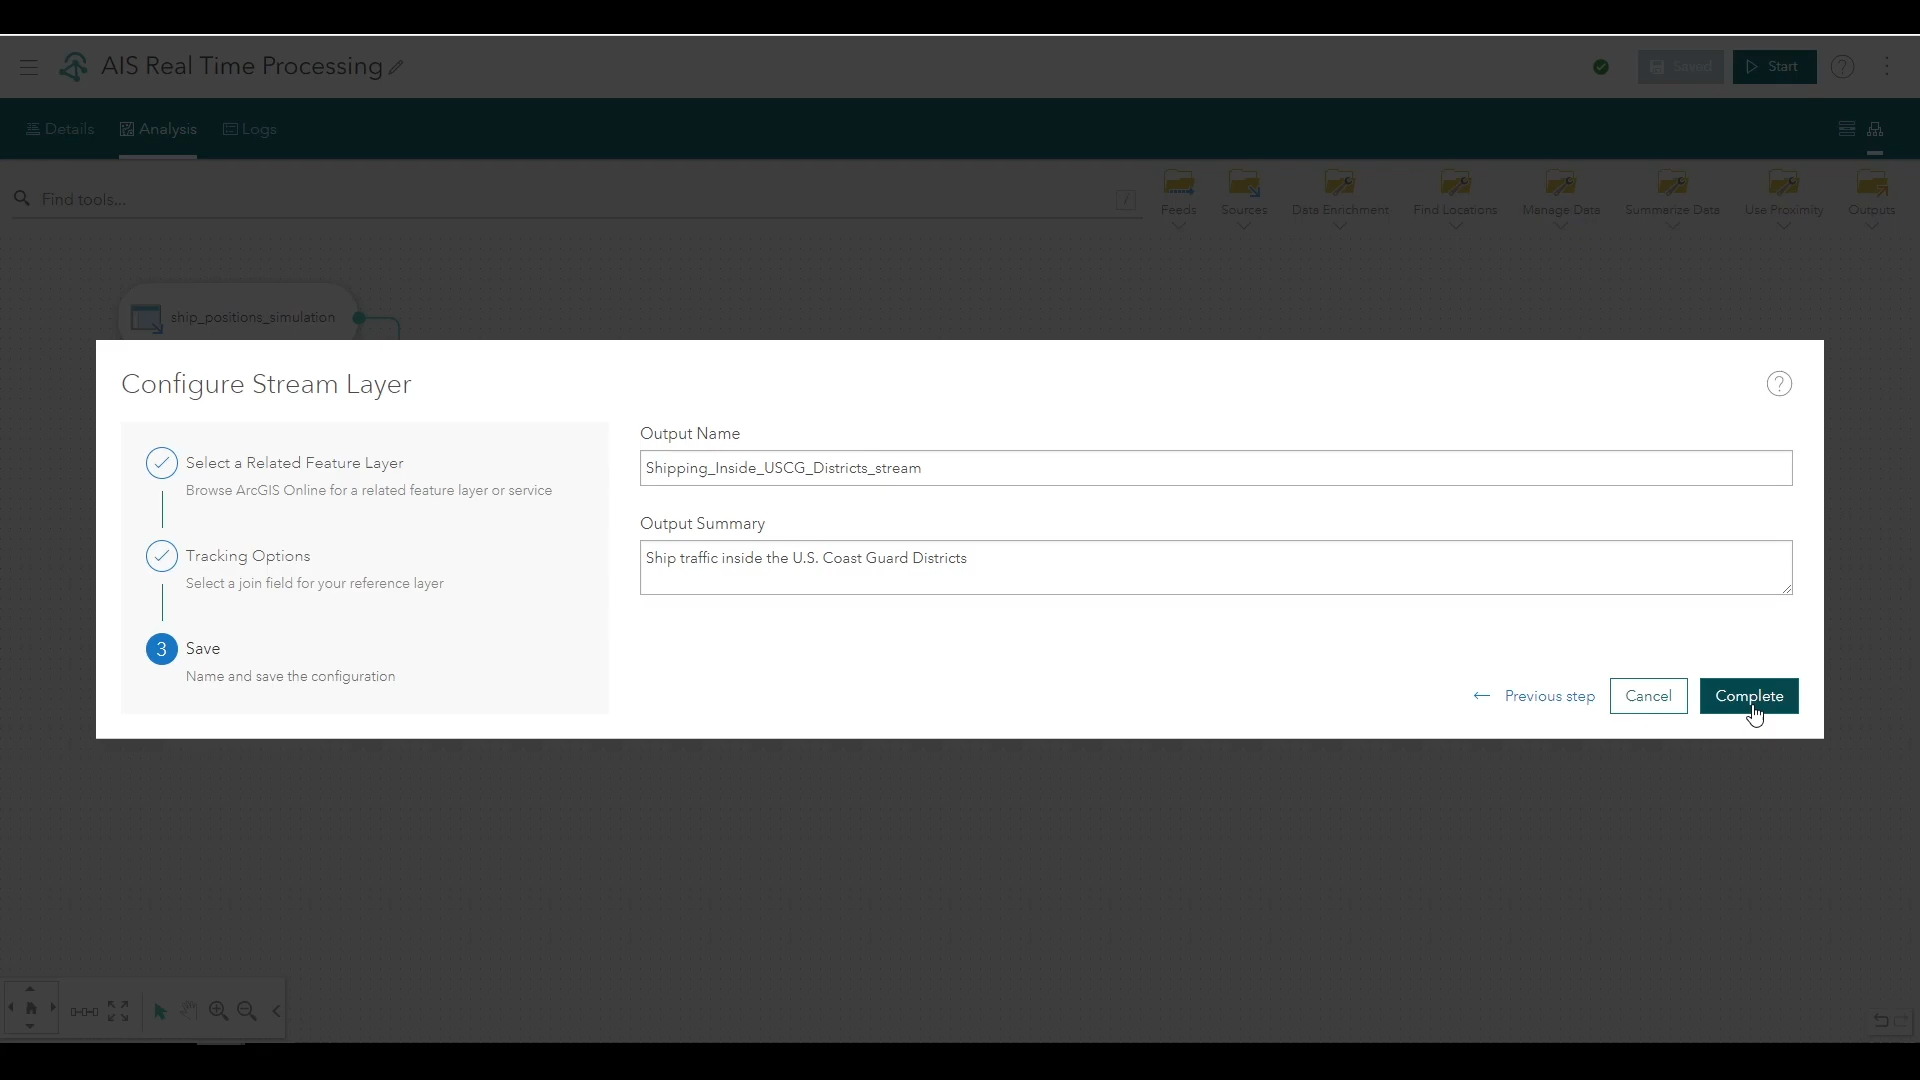 AIS Real Time Processing
Saved
Start
?
Details
Analysis
Logs
Find tools...
/
Feeds
Sources
Data Enrichment
Find Locations
Manage Data
Summarize Data
Use Proximity
Outputs
ship_positions_simulation
Configure Stream Layer
?
Select a Related Feature Layer
Browse ArcGIS Online for a related feature layer or service
Tracking Options
Select a join field for your reference layer
3
Save
Name and save the configuration
Output Name
Shipping_Inside_USCG_Districts_stream
Output Summary
Ship traffic inside the U.S. Coast Guard Districts
Previous step
Cancel
Complete